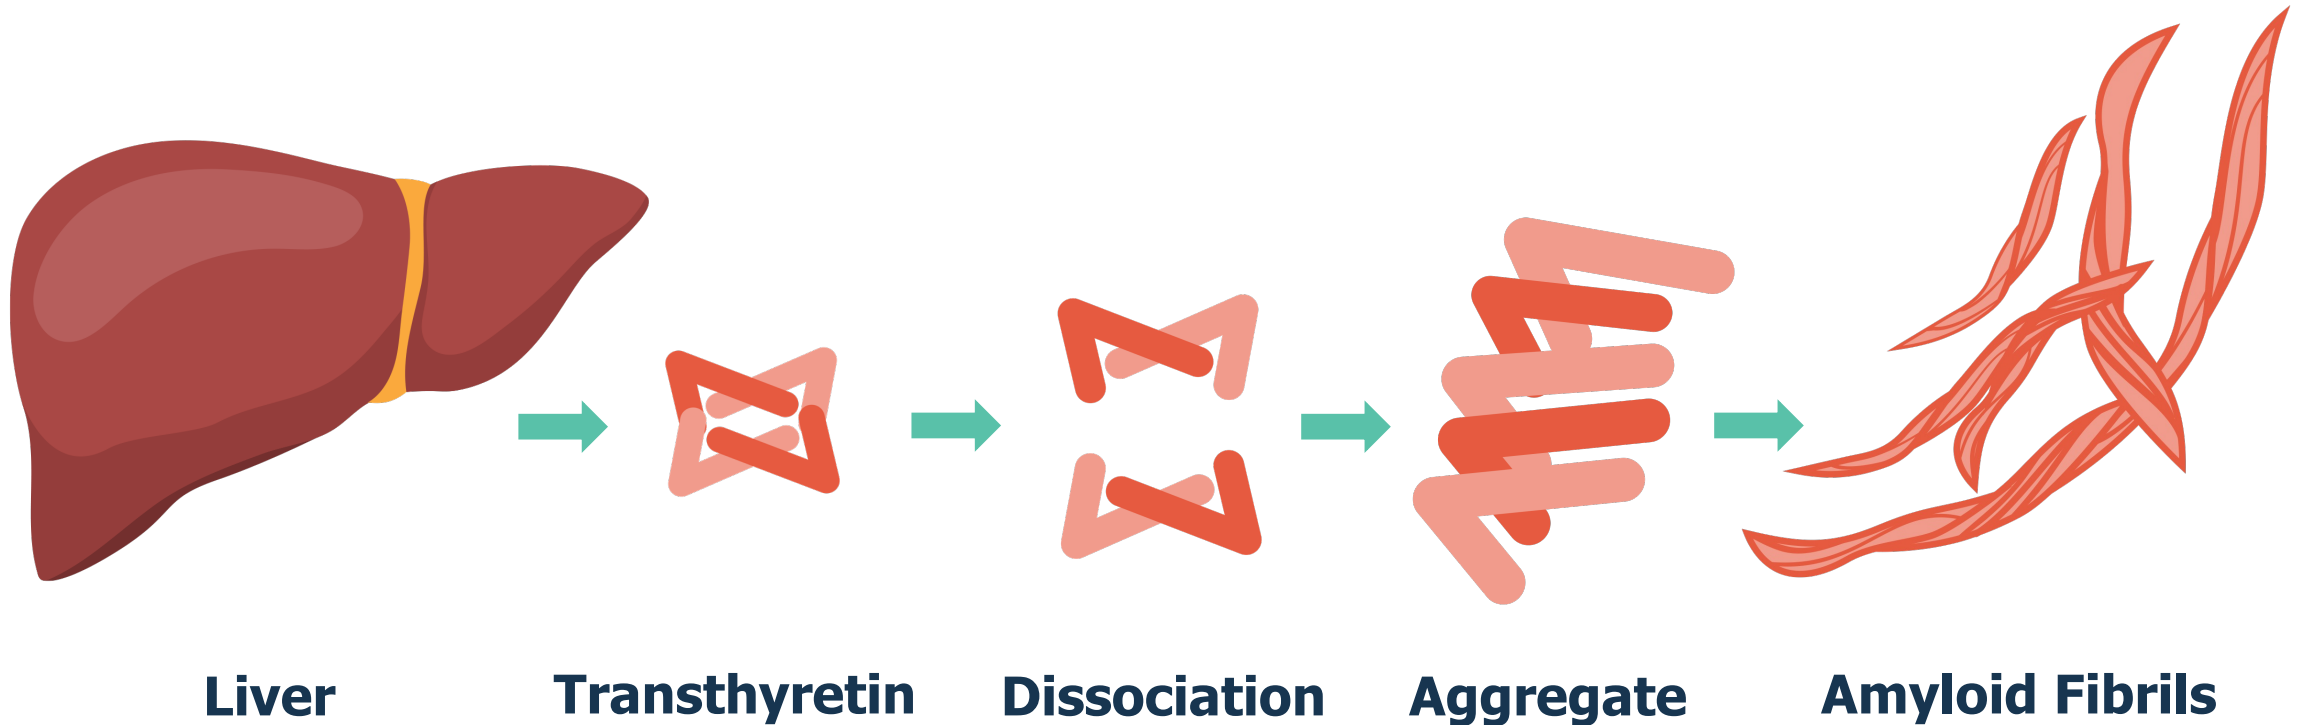 Liver
Transthyretin
Dissociation
Aggregate
Amyloid Fibrils